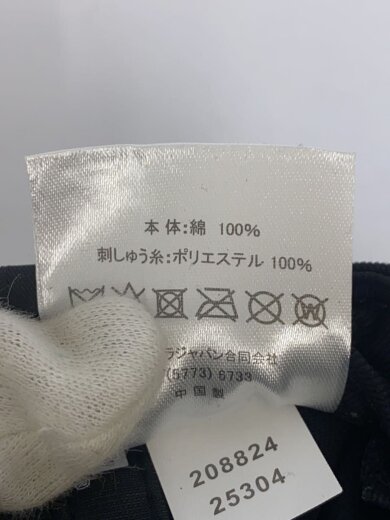 本体:綿 100%
刺しゅう糸:ポリエステル 100%
W
ラジャパン合同会社
(5773) 6733
中国製
208824
25304